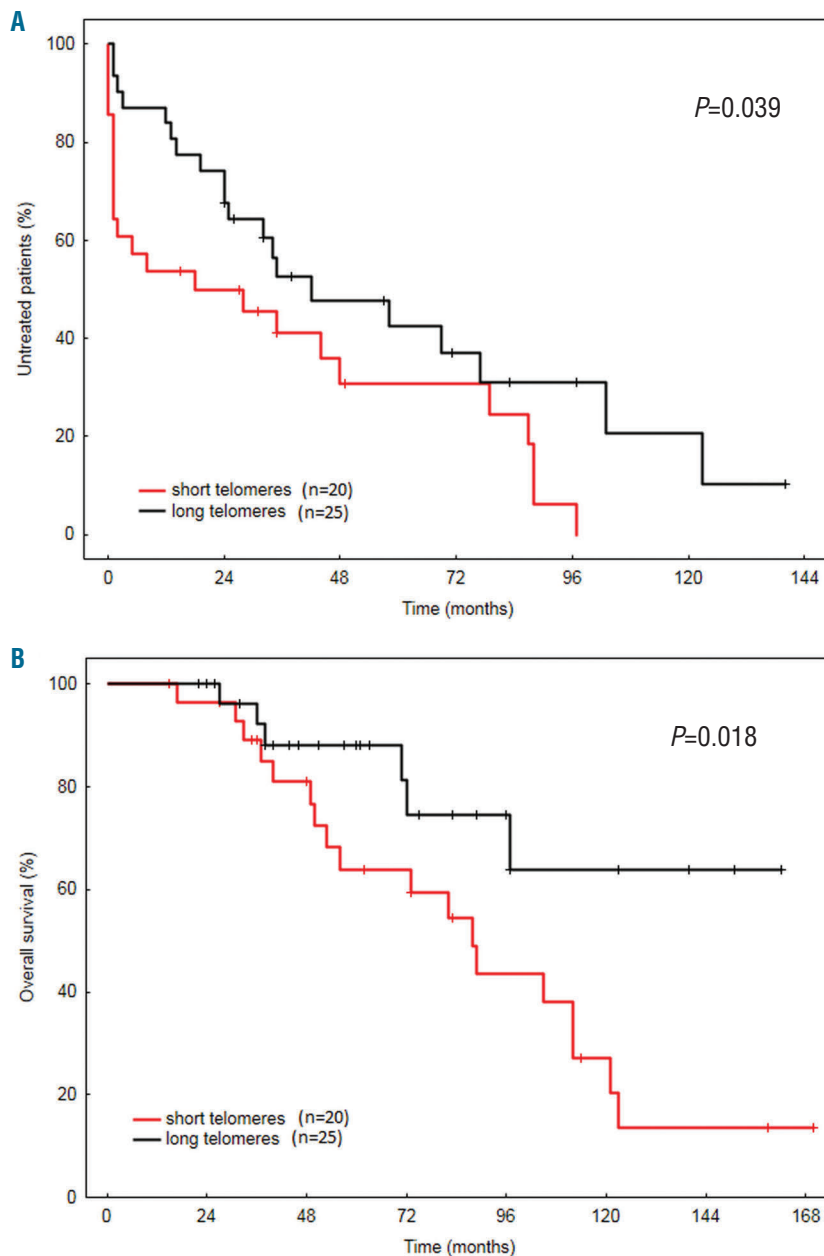 A
P=0.039
Untreated patients (%)
100
80
60
40
20
0
short telomeres (n=20)
long telomeres (n=25)
0 24 48 72 96 120 144
Time (months)
B
P=0.018
Overall survival (%)
100
80
60
40
20
0
short telomeres (n=20)
long telomeres (n=25)
0 24 48 72 96 120 144 168
Time (months)